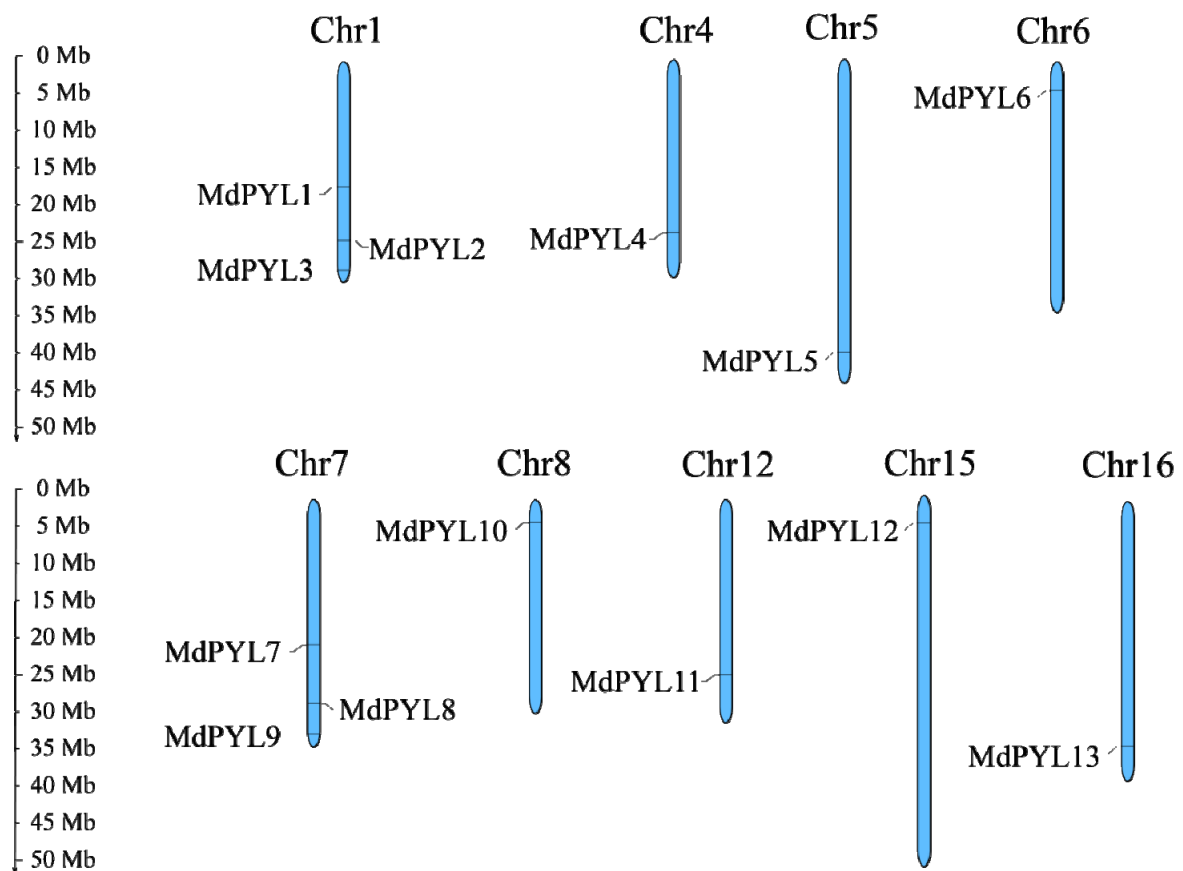 Chr1
Chr4
Chr5
Chr6
0 Mb
5 Mb
10 Mb
15 Mb
20 Mb
25 Mb
30 Mb
35 Mb
40 Mb
45 Mb
50 Mb
MdPYL1
MdPYL2
MdPYL3
MdPYL4
MdPYL5
MdPYL6
Chr7
Chr8
Chr12
Chr15
Chr16
0 Mb
5 Mb
10 Mb
15 Mb
20 Mb
25 Mb
30 Mb
35 Mb
40 Mb
45 Mb
50 Mb
MdPYL7
MdPYL8
MdPYL9
MdPYL10
MdPYL11
MdPYL12
MdPYL13